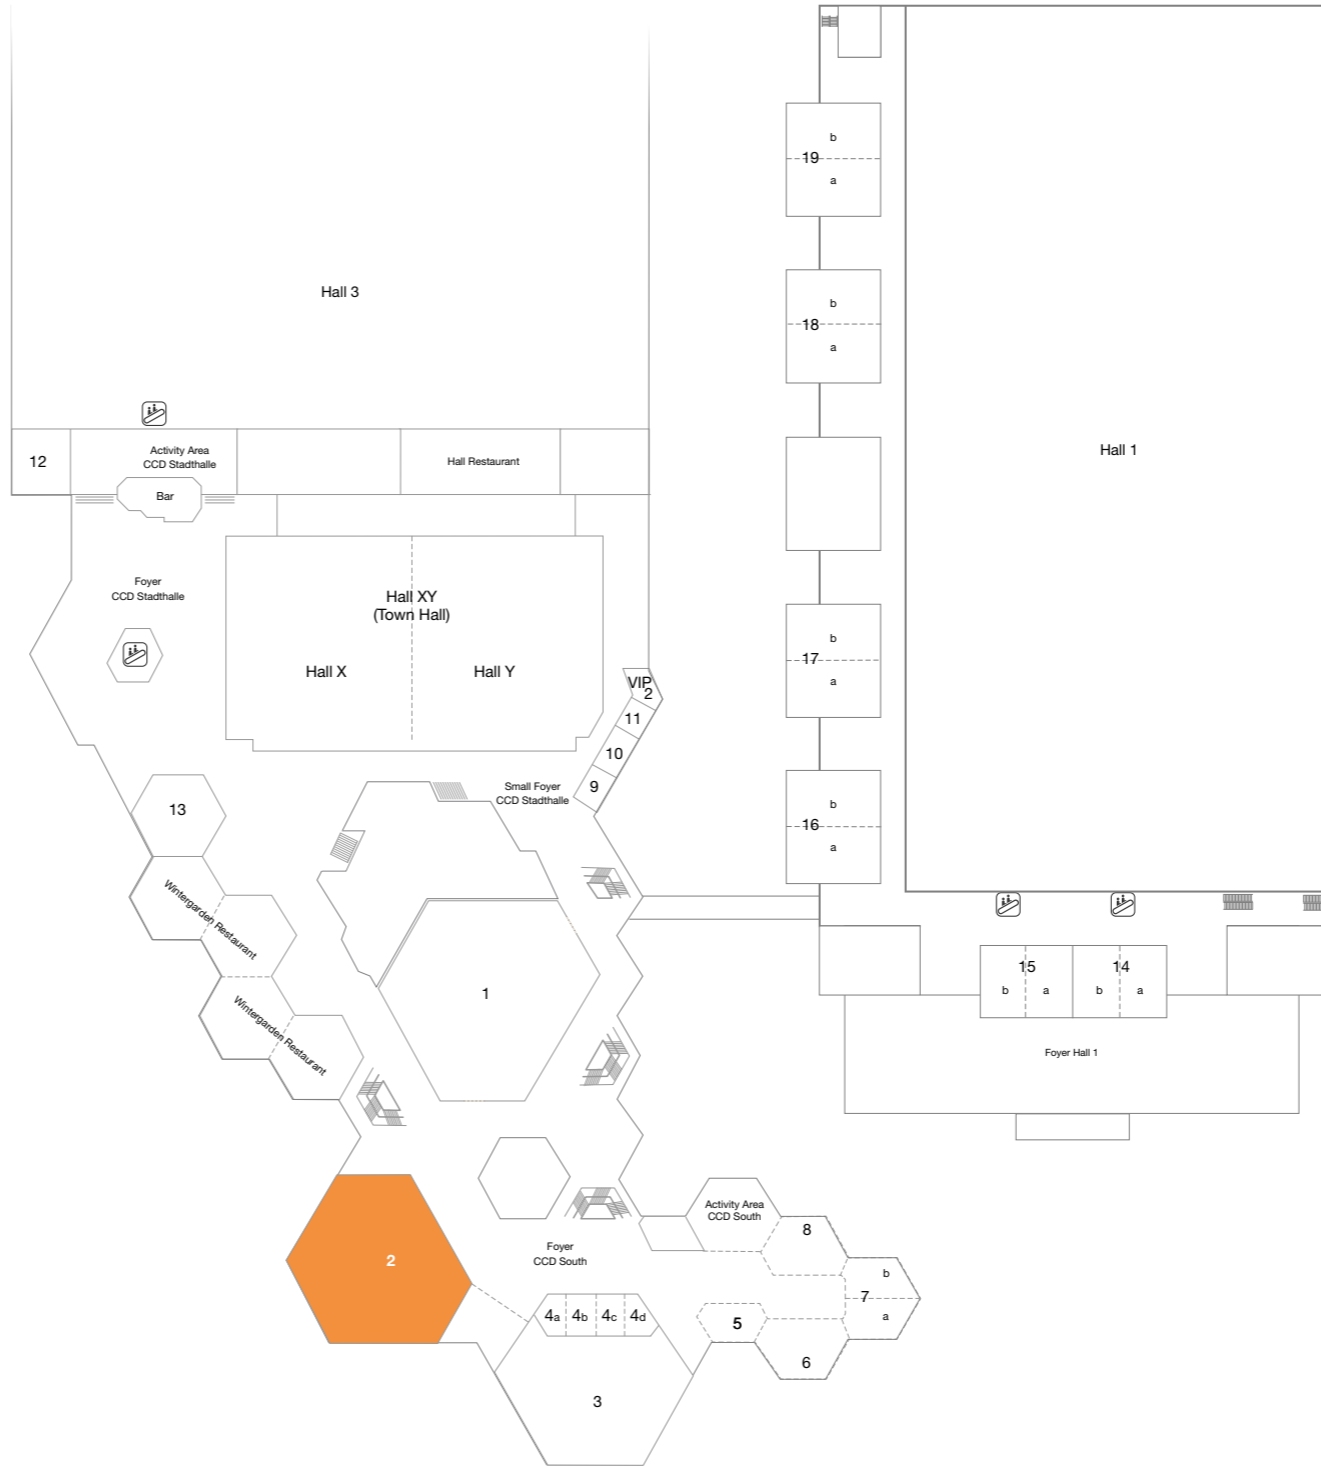 b
19
a
Hall 3
b
18
a
Hall 1
12
Activity Area
CCD Stadthalle
Hall Restaurant
Bar
Foyer
CCD Stadthalle
Hall XY
(Town Hall)
Hall X
Hall Y
b
17
a
VIP
2
11
10
9
Small Foyer
CCD Stadthalle
13
b
16
a
Wintergarden Restaurant
Wintergarden Restaurant
1
15
14
b
a
b
a
Foyer Hall 1
Activity Area
CCD South
8
2
Foyer
CCD South
b
7
a
4a
4b
4c
4d
5
6
3